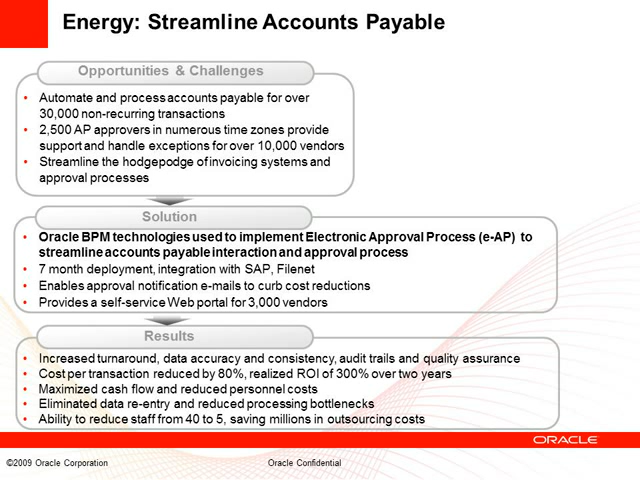 Energy: Streamline Accounts Payable
Opportunities & Challenges
• Automate and process accounts payable for over
30,000 non-recurring transactions
• 2,500 AP approvers in numerous time zones provide
support and handle exceptions for over 10,000 vendors
• Streamline the hodgepodge of invoicing systems and
approval processes
Solution
• Oracle BPM technologies used to implement Electronic Approval Process (e-AP) to
streamline accounts payable interaction and approval process
• 7 month deployment, integration with SAP, Filenet
• Enables approval notification e-mails to curb cost reductions
• Provides a self-service Web portal for 3,000 vendors
Results
• Increased turnaround, data accuracy and consistency, audit trails and quality assurance
• Cost per transaction reduced by 80%, realized ROI of 300% over two years
• Maximized cash flow and reduced personnel costs
• Eliminated data re-entry and reduced processing bottlenecks
• Ability to reduce staff from 40 to 5, saving millions in outsourcing costs
ORACLE
©2009 Oracle Corporation Oracle Confidential